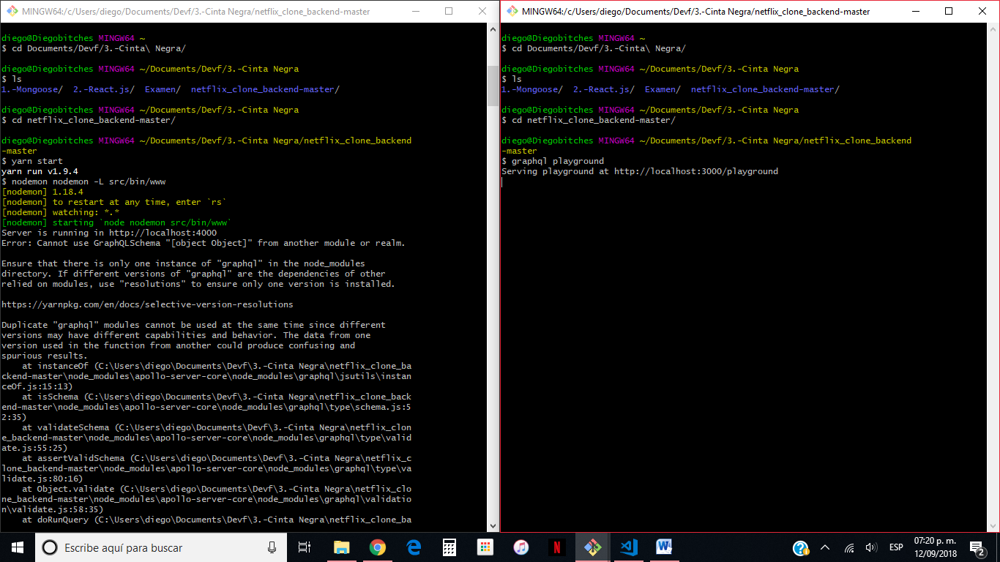 MINGW64:/c/Users/diego/Documents/Devf/3.-Cinta Negra/netflix_clone_backend-master
diego@Diegobitches MINGW64 ~
$ cd Documents/Devf/3.-Cinta\ Negra/
diego@Diegobitches MINGW64 ~/Documents/Devf/3.-Cinta Negra
$ ls
1.-Mongoose/  2.-React.js/  Examen/  netflix_clone_backend-master/
diego@Diegobitches MINGW64 ~/Documents/Devf/3.-Cinta Negra
$ cd netflix_clone_backend-master/
diego@Diegobitches MINGW64 ~/Documents/Devf/3.-Cinta Negra/netflix_clone_backend
-master
$ yarn start
yarn run v1.9.4
$ nodemon nodemon -L src/bin/www
[nodemon] 1.18.4
[nodemon] to restart at any time, enter `rs`
[nodemon] watching: *.*
[nodemon] starting `node nodemon src/bin/www`
Server is running in http://localhost:4000
Error: Cannot use GraphQLSchema "[object Object]" from another module or realm.
Ensure that there is only one instance of "graphql" in the node_modules
directory. If different versions of "graphql" are the dependencies of other
relied on modules, use "resolutions" to ensure only one version is installed.
https://yarnpkg.com/en/docs/selective-version-resolutions
Duplicate "graphql" modules cannot be used at the same time since different
versions may have different capabilities and behavior. The data from one
version used in the function from another could produce confusing and
spurious results.
    at instanceOf (C:\Users\diego\Documents\Devf\3.-Cinta Negra\netflix_clone_ba
ckend-master\node_modules\apollo-server-core\node_modules\graphql\jsutils\instan
ceOf.js:15:13)
    at isSchema (C:\Users\diego\Documents\Devf\3.-Cinta Negra\netflix_clone_back
end-master\node_modules\apollo-server-core\node_modules\graphql\type\schema.js:5
2:35)
    at validateSchema (C:\Users\diego\Documents\Devf\3.-Cinta Negra\netflix_clon
e_backend-master\node_modules\apollo-server-core\node_modules\graphql\type\valid
ate.js:55:25)
    at assertValidSchema (C:\Users\diego\Documents\Devf\3.-Cinta Negra\netflix_c
lone_backend-master\node_modules\apollo-server-core\node_modules\graphql\type\va
lidate.js:80:16)
    at Object.validate (C:\Users\diego\Documents\Devf\3.-Cinta Negra\netflix_clo
ne_backend-master\node_modules\apollo-server-core\node_modules\graphql\validatio
n\validate.js:58:35)
    at doRunQuery (C:\Users\diego\Documents\Devf\3.-Cinta Negra\netflix_clone_ba
MINGW64:/c/Users/diego/Documents/Devf/3.-Cinta Negra/netflix_clone_backend-master
diego@Diegobitches MINGW64 ~
$ cd Documents/Devf/3.-Cinta\ Negra/
diego@Diegobitches MINGW64 ~/Documents/Devf/3.-Cinta Negra
$ ls
1.-Mongoose/  2.-React.js/  Examen/  netflix_clone_backend-master/
diego@Diegobitches MINGW64 ~/Documents/Devf/3.-Cinta Negra
$ cd netflix_clone_backend-master/
diego@Diegobitches MINGW64 ~/Documents/Devf/3.-Cinta Negra/netflix_clone_backend
-master
$ graphql playground
Serving playground at http://localhost:3000/playground
Escribe aquí para buscar
ESP
07:20 p. m.
12/09/2018
2